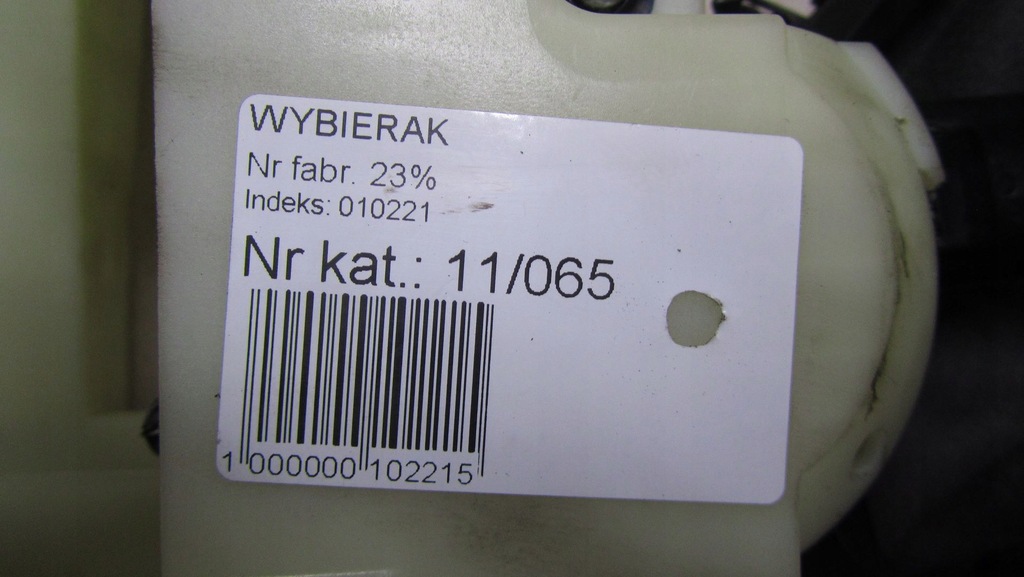 WYBIERAK
Nr fabr. 23%
Indeks: 010221
Nr kat.: 11/065
1 000000 102215